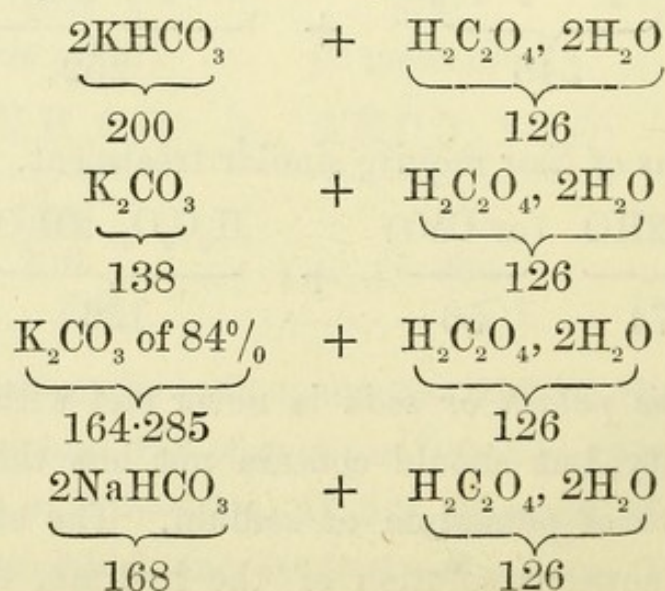 2KHCO₃ + H₂C₂O₄, 2H₂O
200 126
K₂CO₃ + H₂C₂O₄, 2H₂O
138 126
K₂CO₃ of 84% + H₂C₂O₄, 2H₂O
164·285 126
2NaHCO₃ + H₂C₂O₄, 2H₂O
168 126